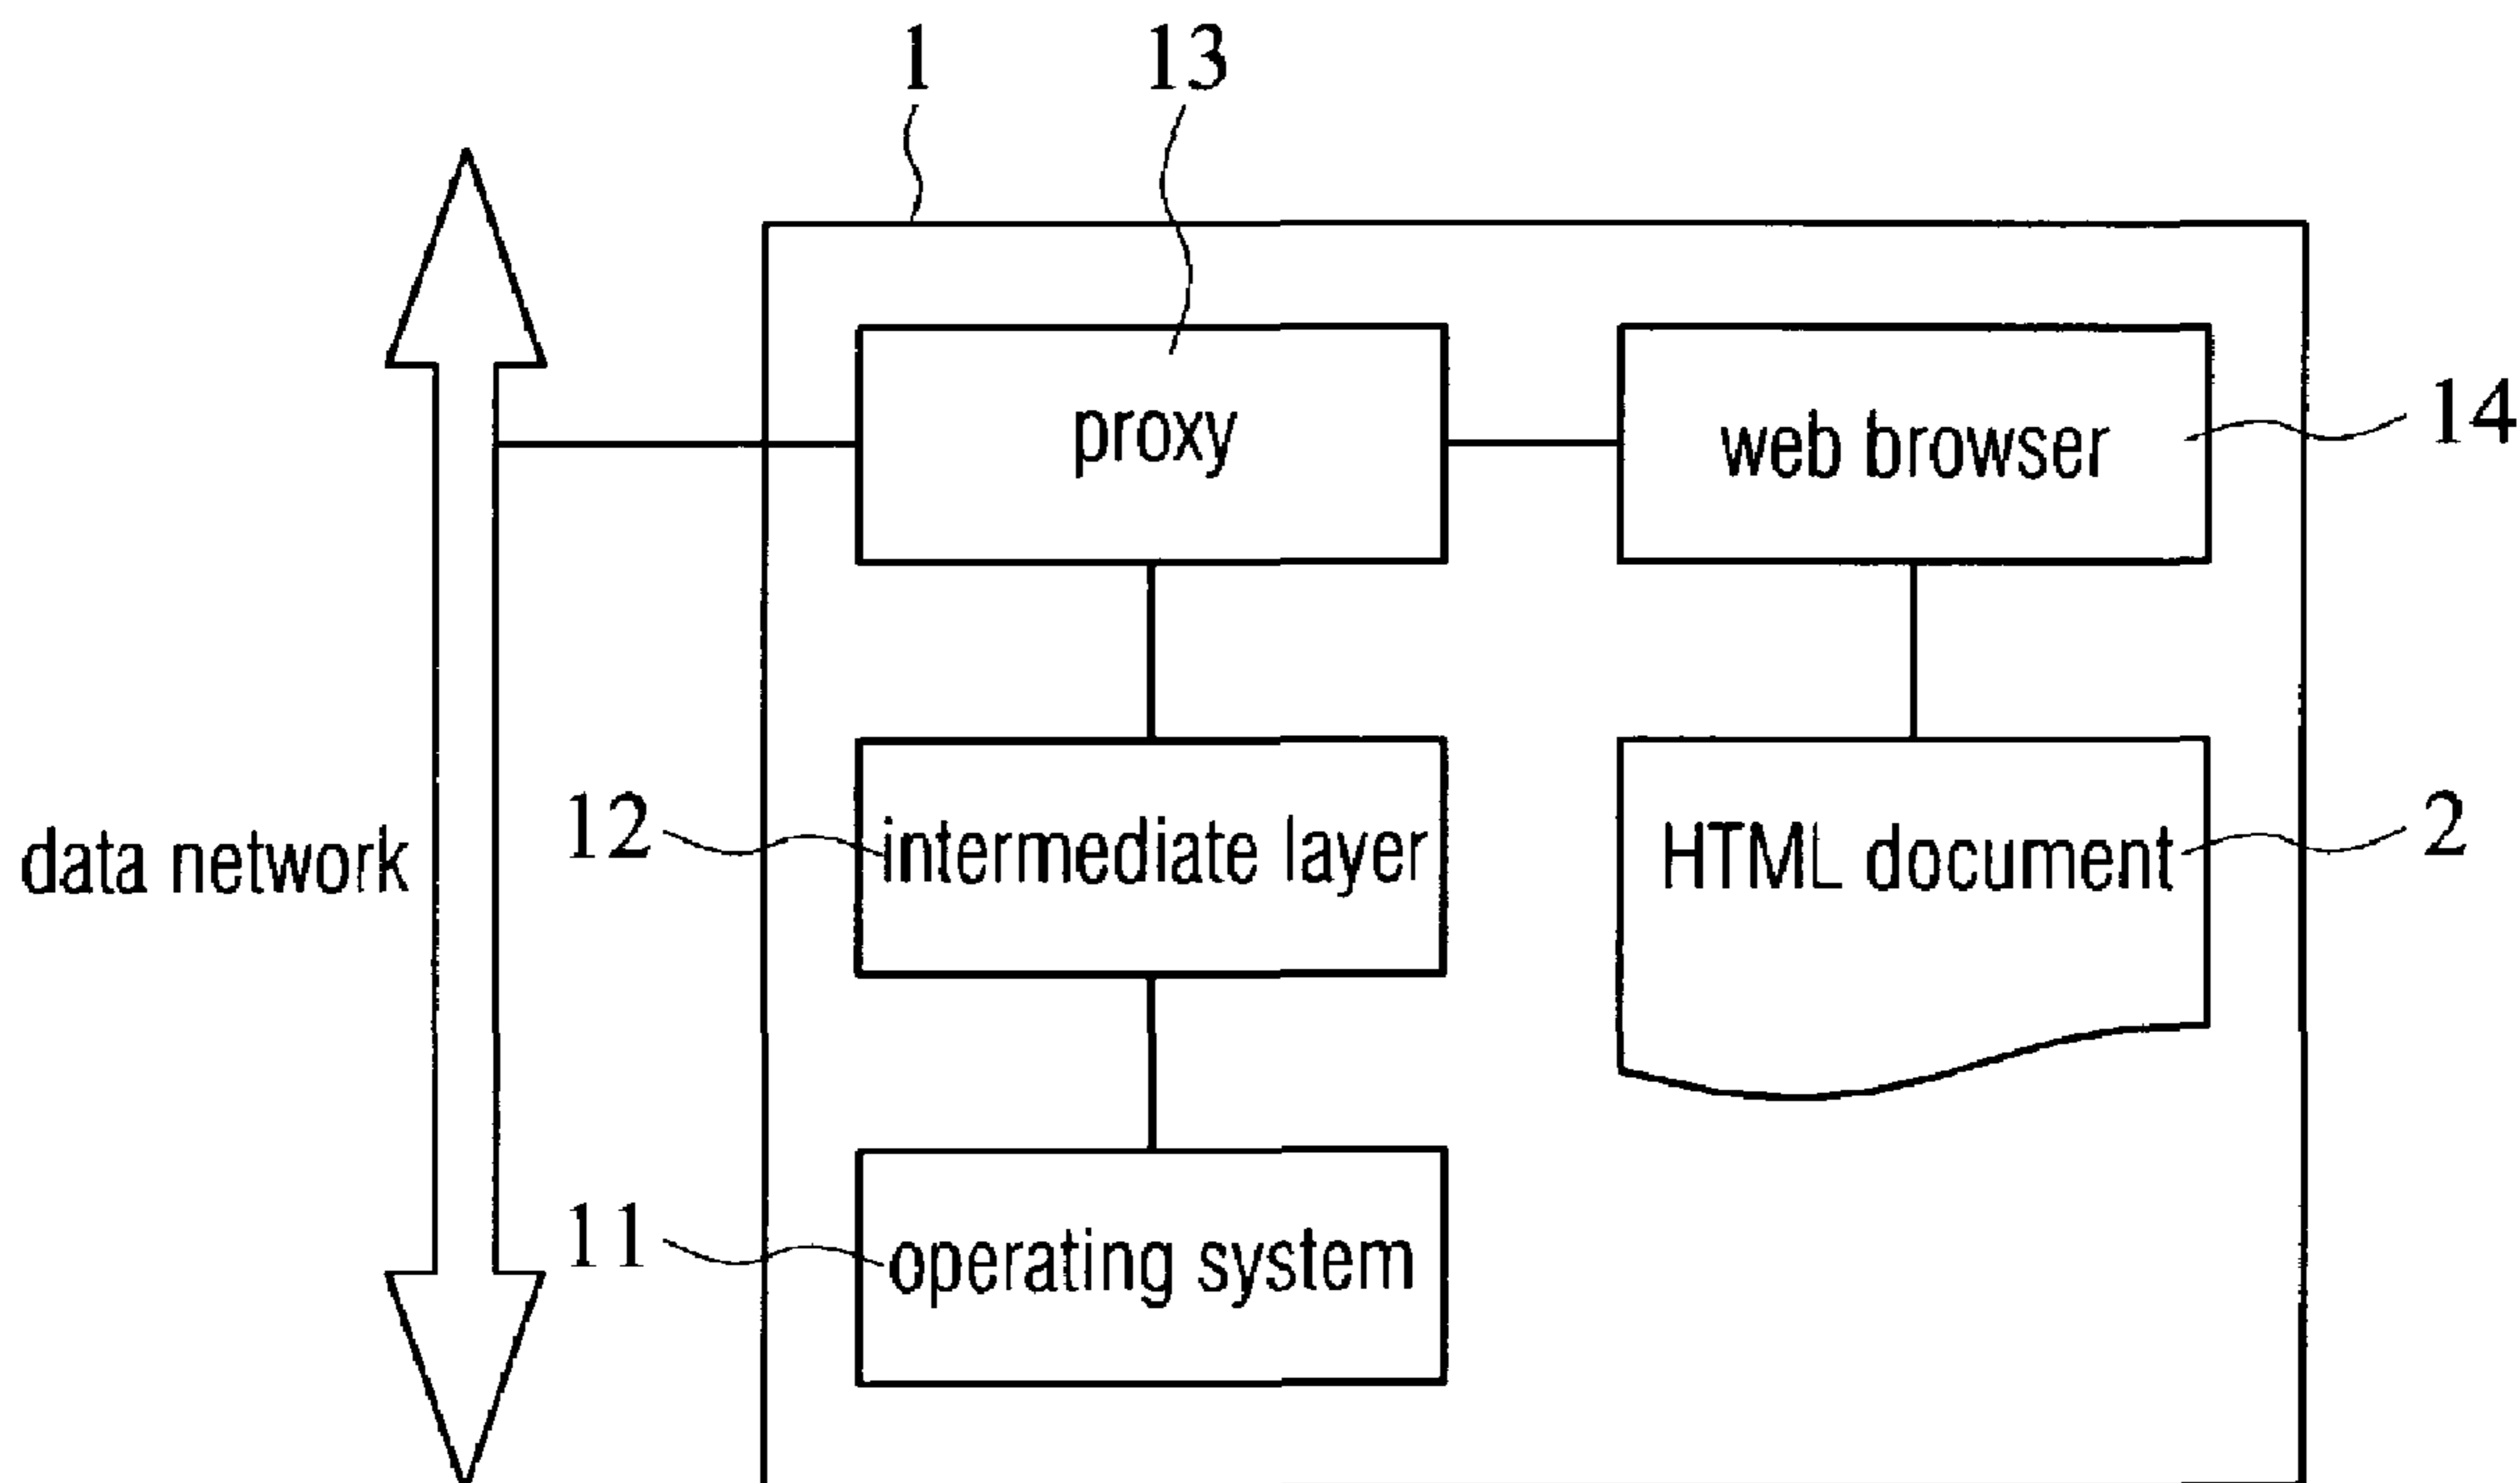 1
13
proxy
web browser
14
data network
12
intermediate layer
HTML document
2
11
operating system